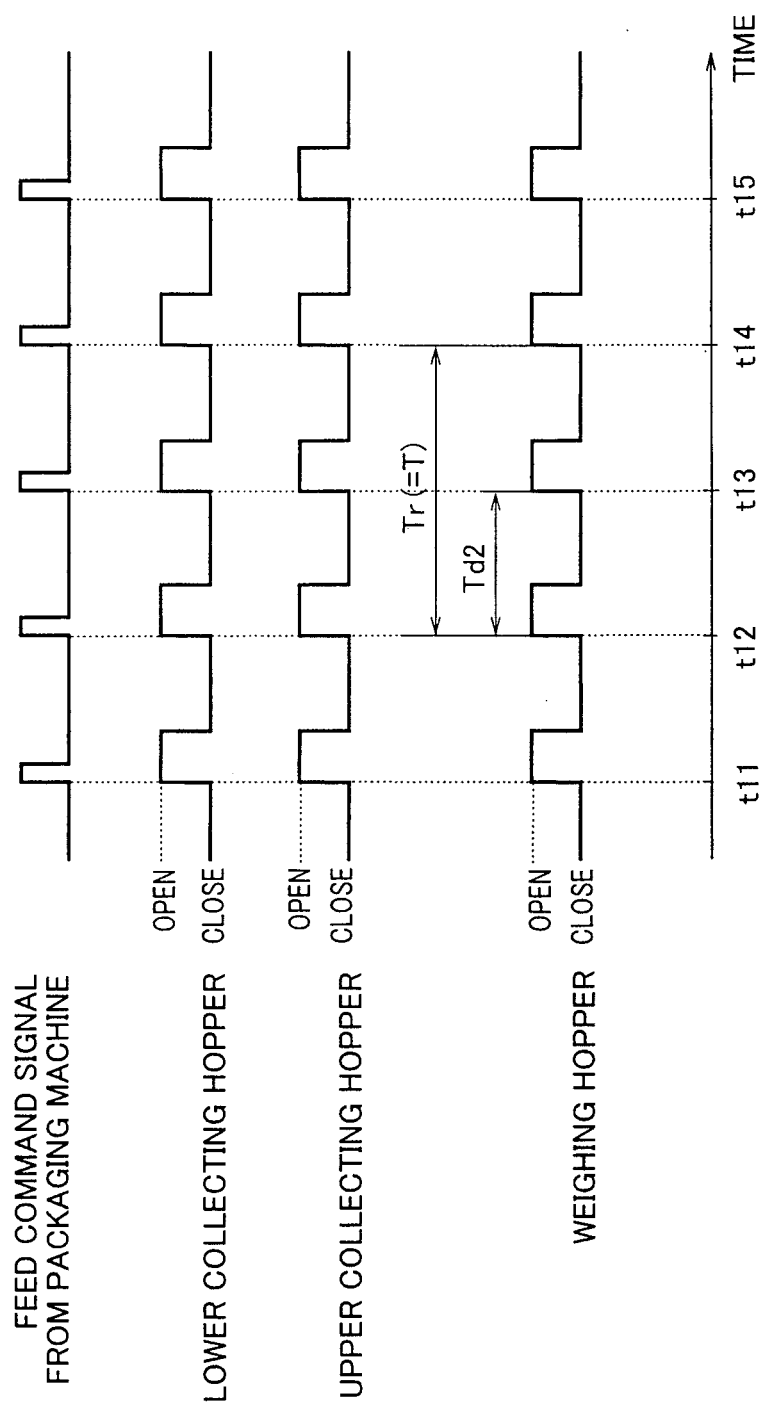 FEED COMMAND SIGNAL
FROM PACKAGING MACHINE
OPEN
CLOSE
LOWER COLLECTING HOPPER
OPEN
CLOSE
UPPER COLLECTING HOPPER
Tr (=T)
Td2
OPEN
CLOSE
WEIGHING HOPPER
t11
t12
t13
t14
t15
TIME